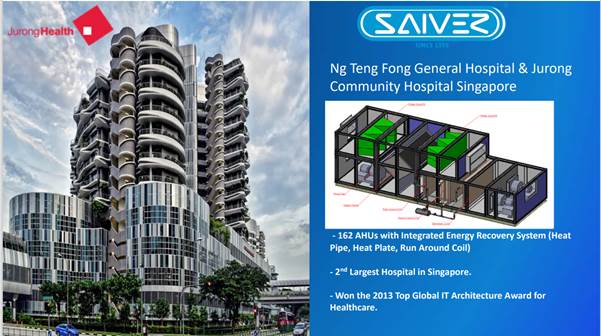 JurongHealth
SAIVER
SINCE 1955
Ng Teng Fong General Hospital & Jurong
Community Hospital Singapore
- 162 AHUs with Integrated Energy Recovery System (Heat
Pipe, Heat Plate, Run Around Coil)
- 2nd Largest Hospital in Singapore.
- Won the 2013 Top Global IT Architecture Award for
Healthcare.